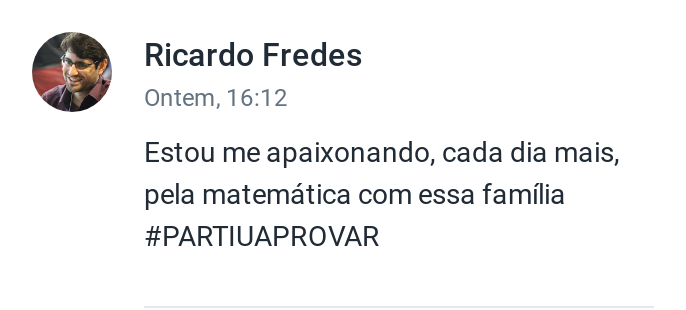 Ricardo Fredes
Ontem, 16:12
Estou me apaixonando, cada dia mais,
pela matemática com essa família
#PARTIUAPROVAR